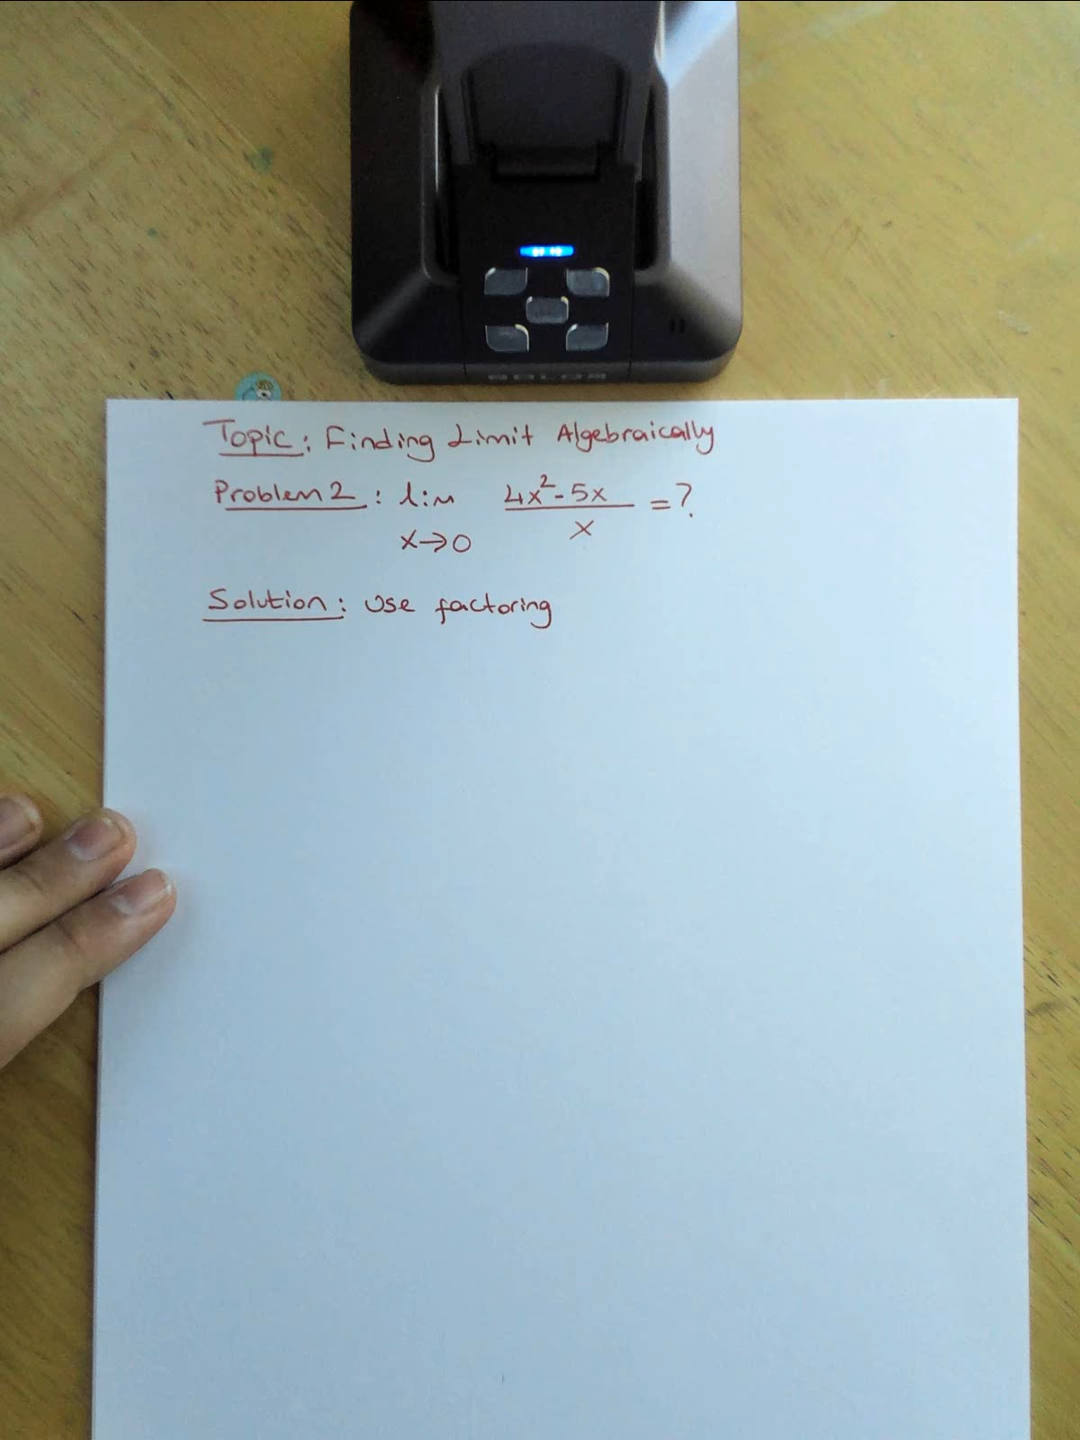 Topic: Finding Limit Algebraically
Problem 2: lim 4x²-5x / x = ?
x→0
Solution: Use factoring